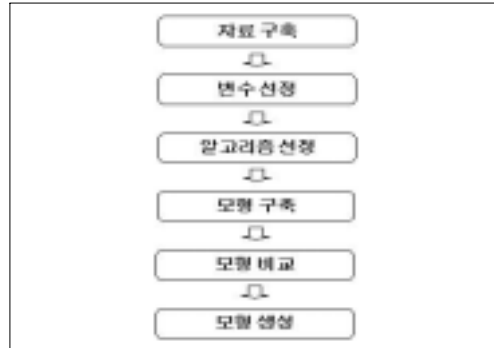 자료 구축
변수 선정
알고리즘 선정
모형 구축
모형 비교
모형 생성